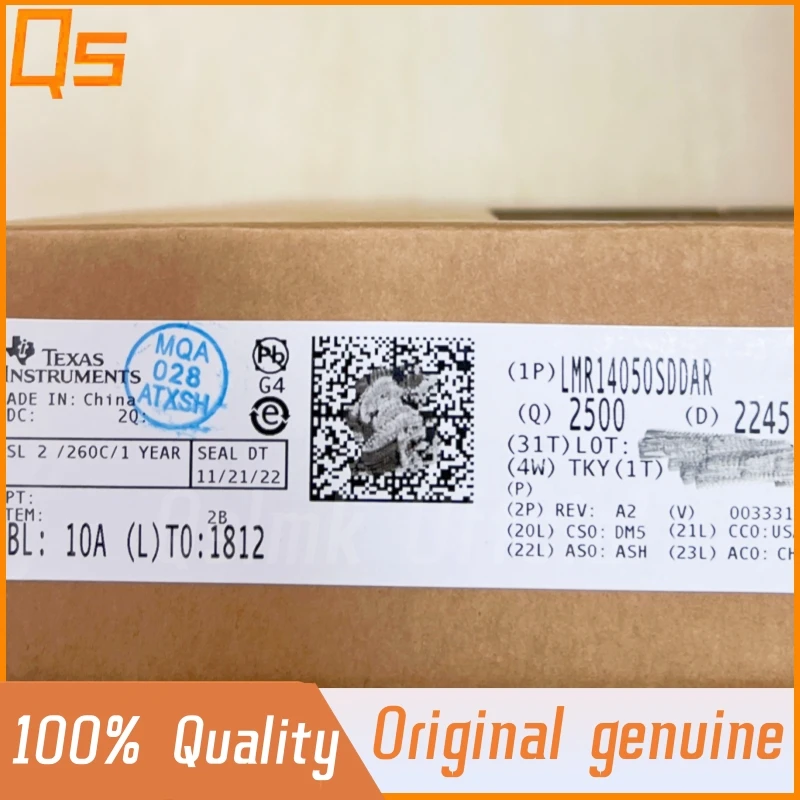 Qs
TEXAS
INSTRUMENTS
MADE IN: China
DC: 2Q:
MQA
028
ATXSH
Pb
G4
e
SL 2 /260C/1 YEAR
SEAL DT
11/21/22
PT:
TEM:
BL: 10A (L)TO:1812
2B
(1P) LMR14050SDDAR
(Q) 2500 (D) 2245
(31T)LOT:
(4W) TKY(1T)
(P)
(2P) REV: A2 (V) 003331
(20L) CSO: DM5 (21L) CCO:USA
(22L) ASO: ASH (23L) ACO: CH
100% Quality
Original genuine